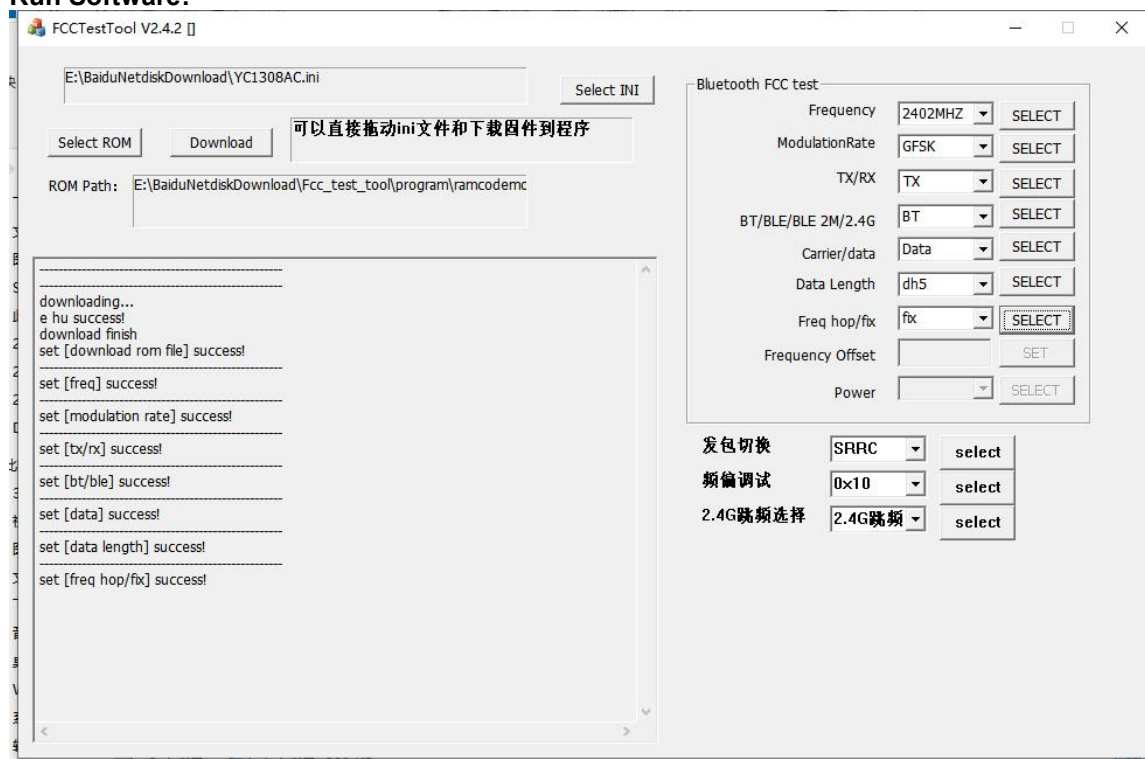 Run Software:
FCCTestTool V2.4.2 []
E:\BaiduNetdiskDownload\YC1308AC.ini
Select INI
Select ROM
Download
可以直接拖动ini文件和下载固件到程序
ROM Path:
E:\BaiduNetdiskDownload\Fcc_test_tool\program\ramcodemo
downloading...
e hu success!
download finish
set [download rom file] success!
set [freq] success!
set [modulation rate] success!
set [tx/rx] success!
set [bt/ble] success!
set [data] success!
set [data length] success!
set [freq hop/fix] success!
Bluetooth FCC test
Frequency 2402MHZ SELECT
ModulationRate GFSK SELECT
TX/RX TX SELECT
BT/BLE/BLE 2M/2.4G BT SELECT
Carrier/data Data SELECT
Data Length dh5 SELECT
Freq hop/fix fix SELECT
Frequency Offset SET
Power SELECT
发包切换 SRRC select
频偏调试 0x10 select
2.4G跳频选择 2.4G跳频 select